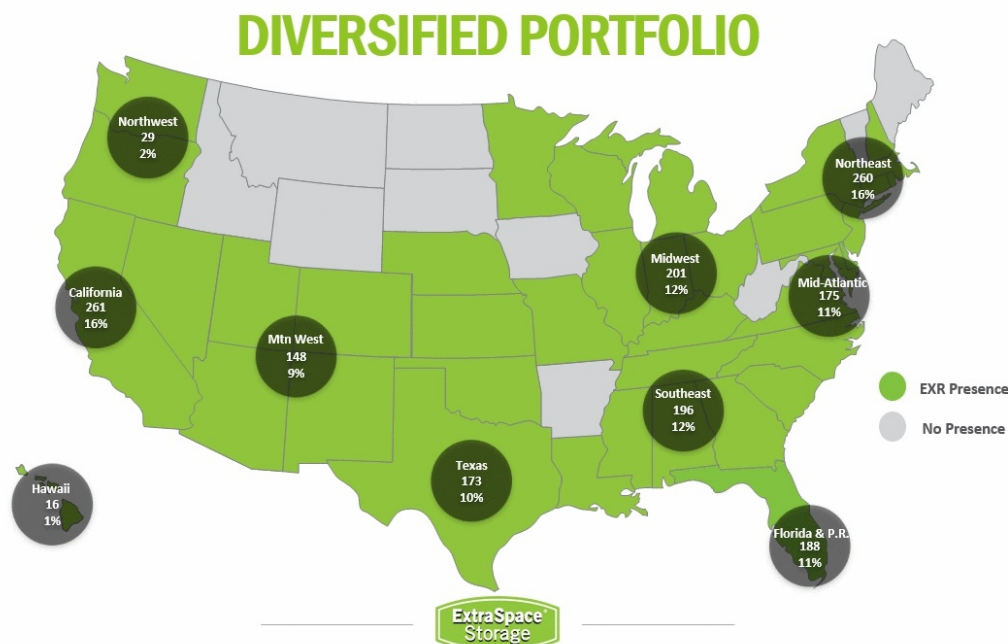 DIVERSIFIED PORTFOLIO
Northwest
29
2%
Northeast
260
16%
Midwest
201
12%
Mid-Atlantic
175
11%
California
261
16%
Mtn West
148
9%
Southeast
196
12%
EXR Presence
No Presence
Texas
173
10%
Hawaii
16
1%
Florida & P.R.
188
11%
ExtraSpace®
Storage